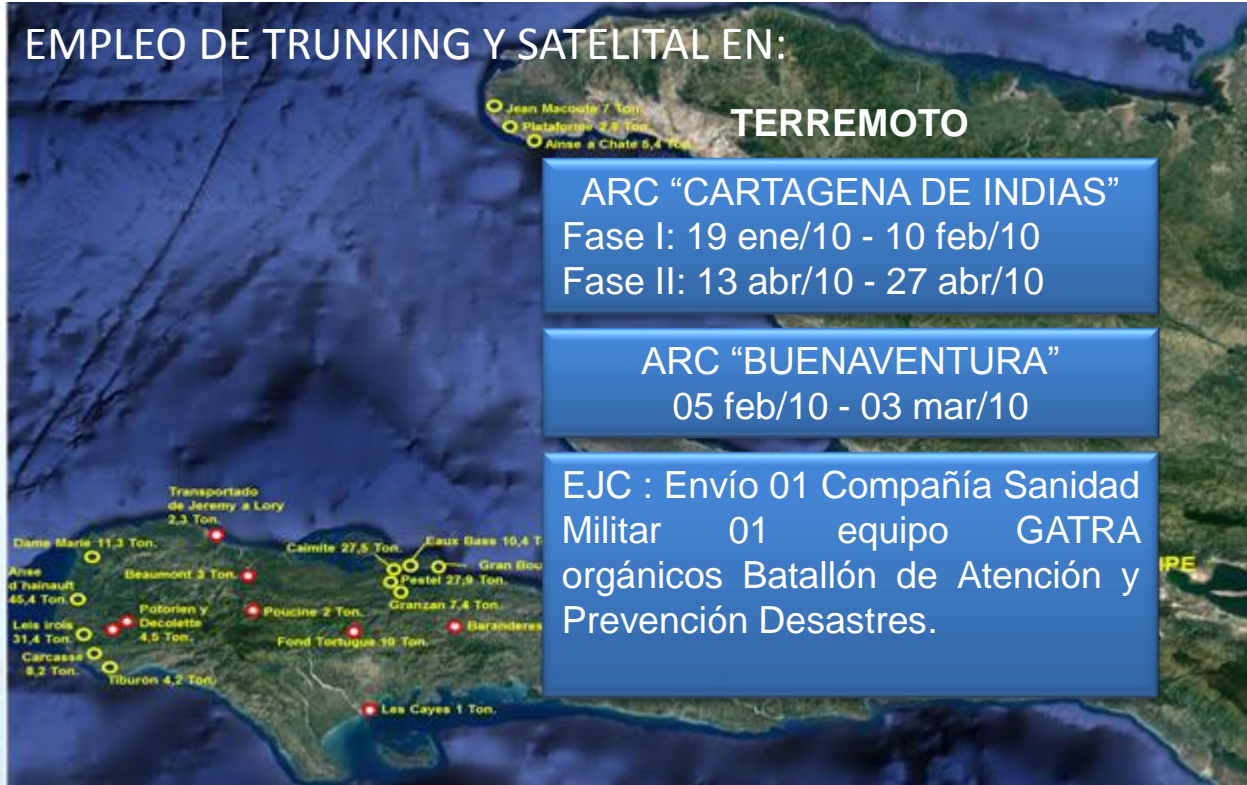 EMPLEO DE TRUNKING Y SATELITAL EN:
Jean Macoute 7 Ton.
Plataforme 2,8 Ton.
Ainse a Chate 5,4 Ton.
TERREMOTO
ARC “CARTAGENA DE INDIAS”
Fase I: 19 ene/10 - 10 feb/10
Fase II: 13 abr/10 - 27 abr/10
ARC “BUENAVENTURA”
05 feb/10 - 03 mar/10
EJC : Envío 01 Compañía Sanidad
Militar 01 equipo GATRA
orgánicos Batallón de Atención y
Prevención Desastres.
Transportado
de Jeremy a Lory
2,3 Ton.
Dame Marie 11,3 Ton.
Caimite 27,5 Ton.
Eaux Bass 10,4 T
Gran Bou
IPE
Anse
d'hainault
45,4 Ton.
Beaumont 3 Ton.
Pestel 27,9 Ton.
Granzan 7,4 Ton.
Potorien y
Decolette
4,5 Ton.
Poucine 2 Ton.
Leis irois
31,4 Ton.
Fond Tortugue 10 Ton.
Baranderes
Carcasse
8,2 Ton.
Tiburón 4,2 Ton.
Les Cayes 1 Ton.